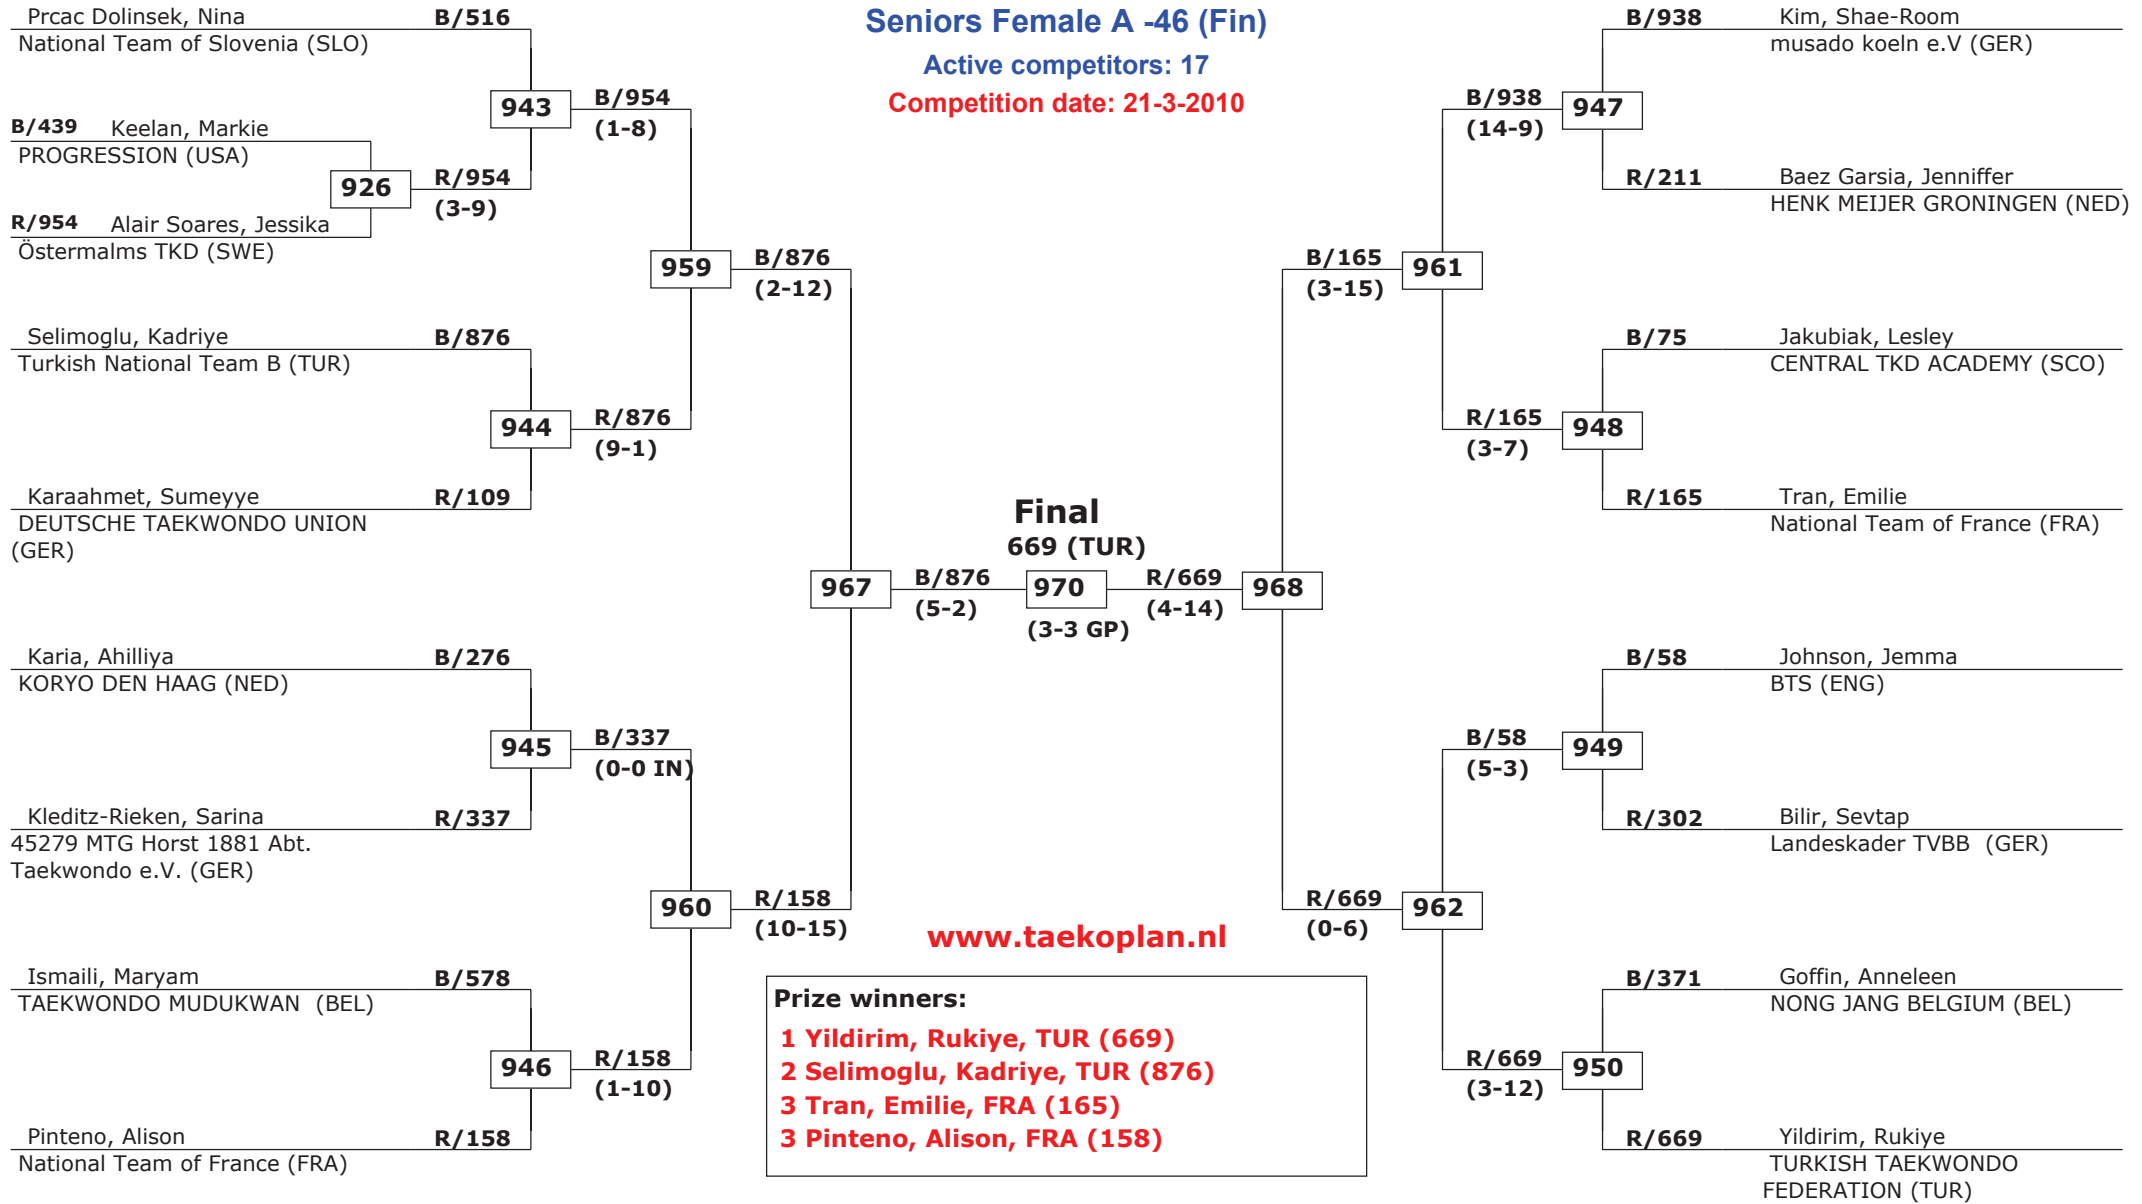 Seniors Female A -46 (Fin)
Active competitors: 17
Competition date: 21-3-2010
Prcac Dolinsek, Nina B/516
National Team of Slovenia (SLO)
943
B/954
(1-8)
B/439 Keelan, Markie
PROGRESSION (USA)
926
R/954
(3-9)
R/954 Alair Soares, Jessika
Östermalms TKD (SWE)
959
B/876
(2-12)
Selimoglu, Kadriye B/876
Turkish National Team B (TUR)
944
R/876
(9-1)
Karaahmet, Sumeyye R/109
DEUTSCHE TAEKWONDO UNION
(GER)
967
B/876
(5-2)
Karia, Ahilliya B/276
KORYO DEN HAAG (NED)
945
B/337
(0-0 IN)
Kleditz-Rieken, Sarina R/337
45279 MTG Horst 1881 Abt.
Taekwondo e.V. (GER)
960
R/158
(10-15)
Ismaili, Maryam B/578
TAEKWONDO MUDUKWAN (BEL)
946
R/158
(1-10)
Pinteno, Alison R/158
National Team of France (FRA)
Final
669 (TUR)
970
(3-3 GP)
B/938 Kim, Shae-Room
musado koeln e.V (GER)
B/938
(14-9)
947
R/211 Baez Garsia, Jenniffer
HENK MEIJER GRONINGEN (NED)
B/165
(3-15)
961
B/75 Jakubiak, Lesley
CENTRAL TKD ACADEMY (SCO)
R/165
(3-7)
948
R/165 Tran, Emilie
National Team of France (FRA)
R/669
(4-14)
968
B/58 Johnson, Jemma
BTS (ENG)
B/58
(5-3)
949
R/302 Bilir, Sevtap
Landeskader TVBB (GER)
R/669
(0-6)
962
B/371 Goffin, Anneleen
NONG JANG BELGIUM (BEL)
R/669
(3-12)
950
R/669 Yildirim, Rukiye
TURKISH TAEKWONDO
FEDERATION (TUR)
www.taekoplan.nl
Prize winners:
1 Yildirim, Rukiye, TUR (669)
2 Selimoglu, Kadriye, TUR (876)
3 Tran, Emilie, FRA (165)
3 Pinteno, Alison, FRA (158)